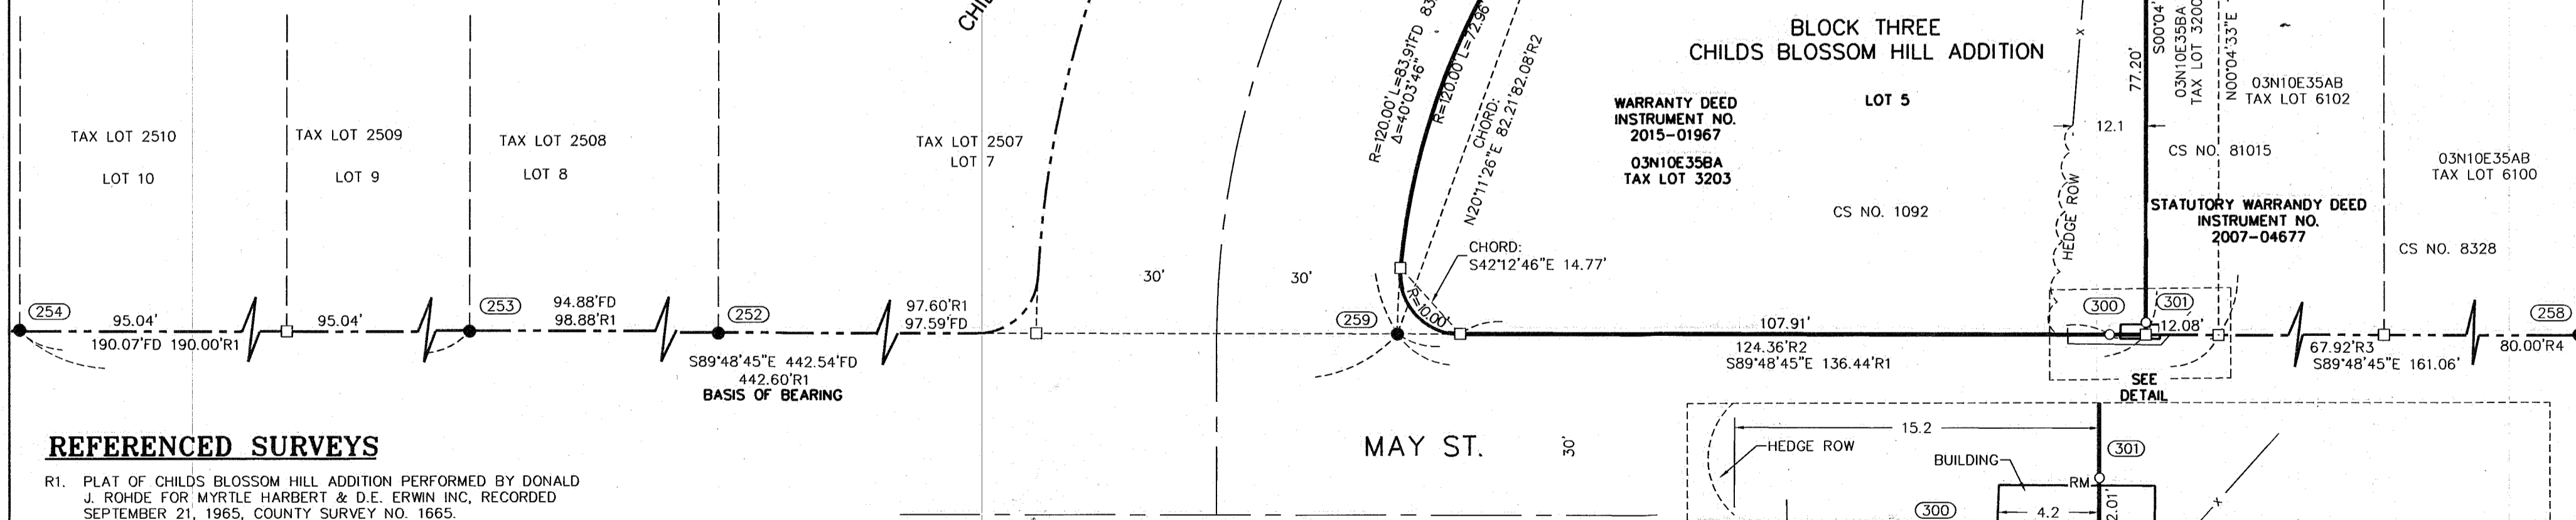 BLOCK THREE
CHILDS BLOSSOM HILL ADDITION
LOT 5
WARRANTY DEED
INSTRUMENT NO.
2015-01967
03N10E35BA
TAX LOT 3203
CS NO. 1092
TAX LOT 2510
LOT 10
TAX LOT 2509
LOT 9
TAX LOT 2508
LOT 8
TAX LOT 2507
LOT 7
R=120.00' L=83.91'FD
Δ=40°03'46"
R=120.00' L=72.96'
CHORD:
N20°11'26"E 82.21' 82.08'R2
CHORD:
S42°12'46"E 14.77'
R=10.00'
30'
30'
HEDGE ROW
X
12.1
77.20'
S00°04'
03N10E35BA
TAX LOT 3200
N00°04'33"E
03N10E35AB
TAX LOT 6102
CS NO. 81015
03N10E35AB
TAX LOT 6100
STATUTORY WARRANDY DEED
INSTRUMENT NO.
2007-04677
CS NO. 8328
254
95.04'
190.07'FD 190.00'R1
95.04'
253
94.88'FD
98.88'R1
252
97.60'R1
97.59'FD
S89°48'45"E 442.54'FD
442.60'R1
BASIS OF BEARING
259
107.91'
124.36'R2
S89°48'45"E 136.44'R1
300
301
12.08'
67.92'R3
S89°48'45"E 161.06'
258
80.00'R4
SEE
DETAIL
MAY ST.
30'
15.2
HEDGE ROW
301
BUILDING
RM
4.2
2.01'
300
X
REFERENCED SURVEYS
R1. PLAT OF CHILDS BLOSSOM HILL ADDITION PERFORMED BY DONALD
J. ROHDE FOR MYRTLE HARBERT & D.E. ERWIN INC, RECORDED
SEPTEMBER 21, 1965, COUNTY SURVEY NO. 1665.